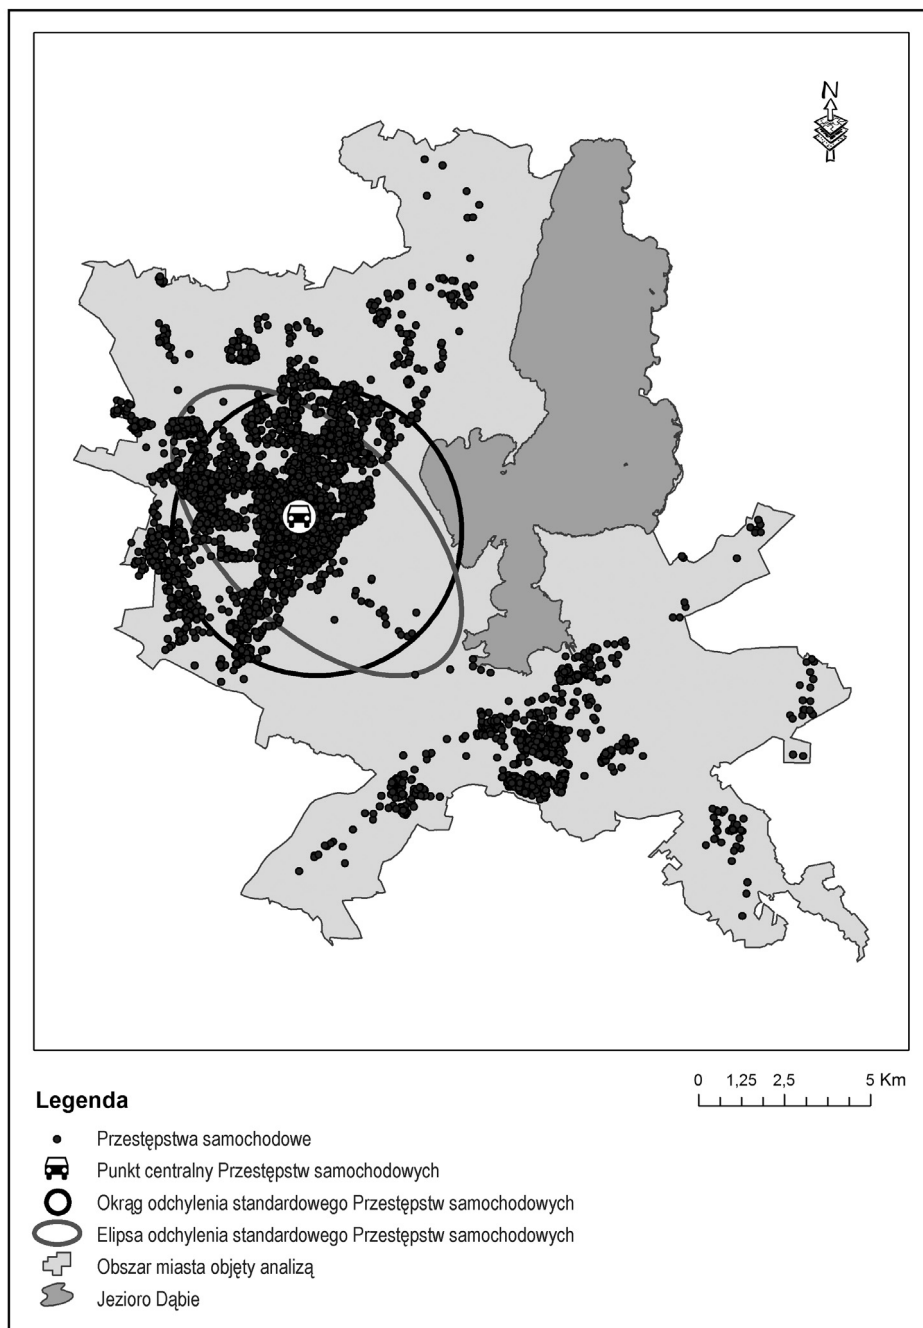 N
0 1,25 2,5 5 Km
Legenda
Przestępstwa samochodowe
Punkt centralny Przestępstw samochodowych
Okrąg odchylenia standardowego Przestępstw samochodowych
Elipsa odchylenia standardowego Przestępstw samochodowych
Obszar miasta objęty analizą
Jezioro Dąbie